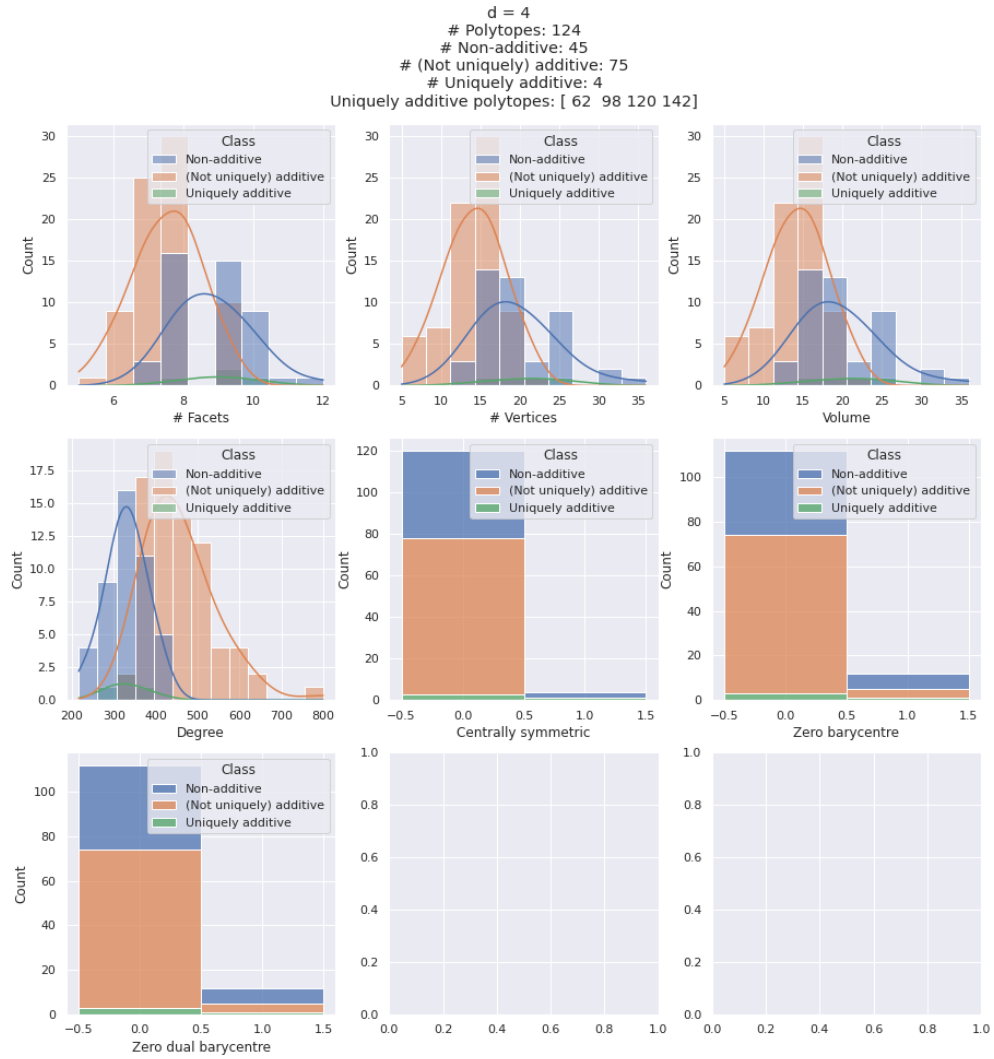 d = 4
# Polytopes: 124
# Non-additive: 45
# (Not uniquely) additive: 75
# Uniquely additive: 4
Uniquely additive polytopes: [ 62  98 120 142]
Class
Non-additive
(Not uniquely) additive
Uniquely additive
Count
30
25
20
15
10
5
0
6
8
10
12
# Facets
Class
Non-additive
(Not uniquely) additive
Uniquely additive
Count
30
25
20
15
10
5
0
5
10
15
20
25
30
35
# Vertices
Class
Non-additive
(Not uniquely) additive
Uniquely additive
Count
30
25
20
15
10
5
0
5
10
15
20
25
30
35
Volume
Class
Non-additive
(Not uniquely) additive
Uniquely additive
Count
17.5
15.0
12.5
10.0
7.5
5.0
2.5
0.0
200
300
400
500
600
700
800
Degree
Class
Non-additive
(Not uniquely) additive
Uniquely additive
Count
120
100
80
60
40
20
0
−0.5
0.0
0.5
1.0
1.5
Centrally symmetric
Class
Non-additive
(Not uniquely) additive
Uniquely additive
Count
100
80
60
40
20
0
−0.5
0.0
0.5
1.0
1.5
Zero barycentre
Class
Non-additive
(Not uniquely) additive
Uniquely additive
Count
100
80
60
40
20
0
−0.5
0.0
0.5
1.0
1.5
Zero dual barycentre
1.0
0.8
0.6
0.4
0.2
0.0
0.0
0.2
0.4
0.6
0.8
1.0
1.0
0.8
0.6
0.4
0.2
0.0
0.0
0.2
0.4
0.6
0.8
1.0